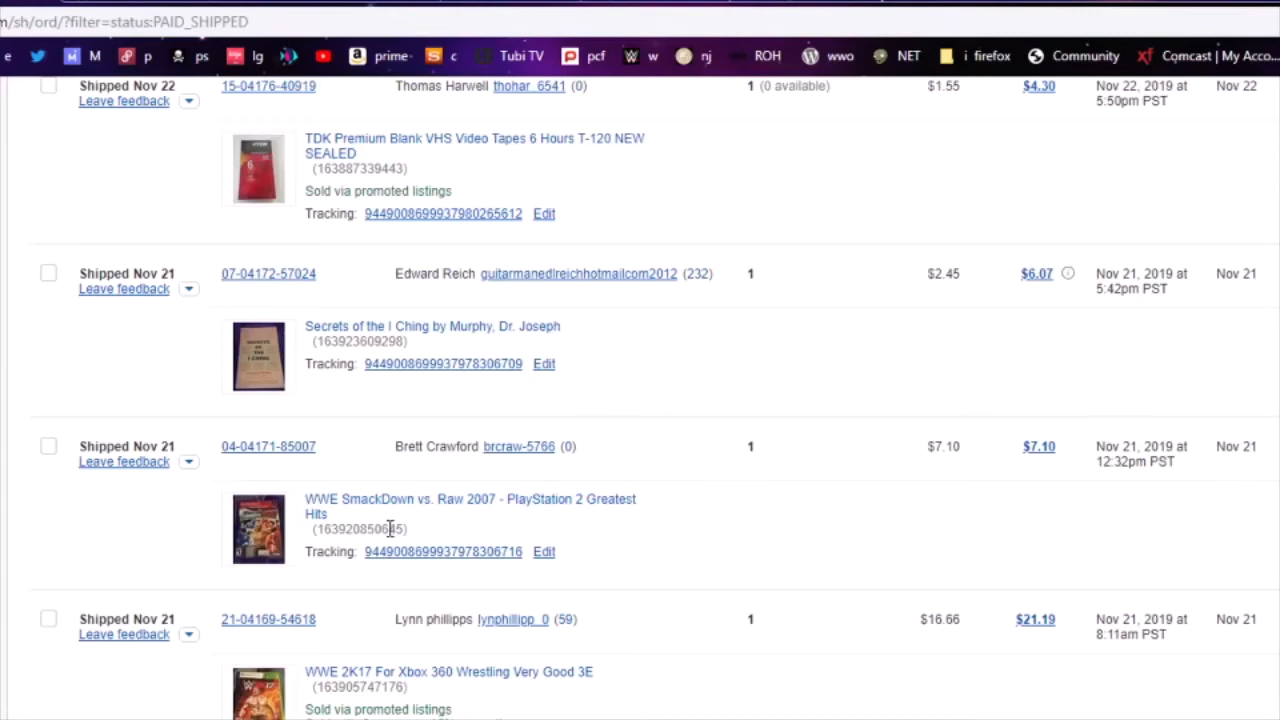 m/sh/ord/?filter=status:PAID_SHIPPED
e M p ps Ig prime- c Tubi TV pcf w nj ROH wwo NET i firefox Community Comcast | My Acco...
Shipped Nov 22 15-04176-40919 Thomas Harwell thohar_6541 (0) 1 (0 available) $1.55 $4.30 Nov 22, 2019 at Nov 22
Leave feedback 5:50pm PST
TDK Premium Blank VHS Video Tapes 6 Hours T-120 NEW
SEALED
(163887339443)
Sold via promoted listings
Tracking: 9449008699937980265612 Edit
Shipped Nov 21 07-04172-57024 Edward Reich guitarmanedlreichhotmailcom2012 (232) 1 $2.45 $6.07 Nov 21, 2019 at Nov 21
Leave feedback 5:42pm PST
SECRETS OF THE I CHING
Secrets of the I Ching by Murphy, Dr. Joseph
(163923609298)
Tracking: 9449008699937978306709 Edit
Shipped Nov 21 04-04171-85007 Brett Crawford brcraw-5766 (0) 1 $7.10 $7.10 Nov 21, 2019 at Nov 21
Leave feedback 12:32pm PST
WWE SmackDown vs. Raw 2007 - PlayStation 2 Greatest
Hits
Tracking: 9449008699937978306716 Edit
Shipped Nov 21 21-04169-54618 Lynn phillipps lynphillipp_0 (59) 1 $16.66 $21.19 Nov 21, 2019 at Nov 21
Leave feedback 8:11am PST
WWE 2K17 For Xbox 360 Wrestling Very Good 3E
(163905747176)
Sold via promoted listings